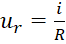 u_r = i/R